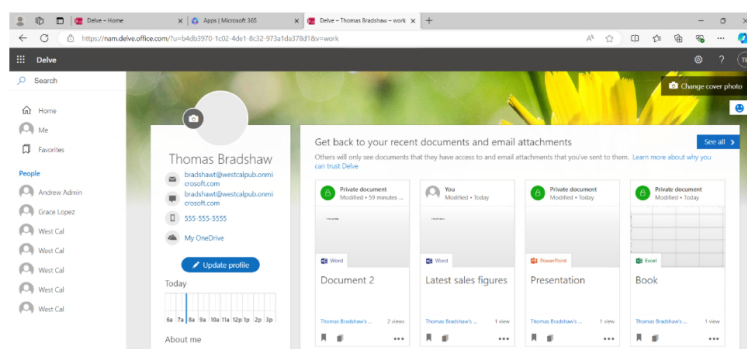 Delve - Home
Apps | Microsoft 365
Delve - Thomas Bradshaw - work
https://nam.delve.office.com/?u=b4db3970-1c02-4de1-8c32-973a1da378d1&v=work
Delve
Search
Change cover photo
Home
Me
Favorites
People
Andrew Admin
Grace Lopez
West Cal
West Cal
West Cal
West Cal
West Cal
Thomas Bradshaw
bradshawt@westcalpub.onmi
crosoft.com
bradshawt@westcalpub.onmi
crosoft.com
555-555-5555
My OneDrive
Update profile
Today
6a 7a 8a 9a 10a 11a 12p 1p 2p 3p
About me
Get back to your recent documents and email attachments
See all
Others will only see documents that they have access to and email attachments that you've sent to them. Learn more about why you
can trust Delve
Private document
Modified • 59 minutes ...
Word
Document 2
Thomas Bradshaw's ...
2 views
You
Modified • Today
Word
Latest sales figures
Thomas Bradshaw's ...
1 view
Private document
Modified • Today
PowerPoint
Presentation
Thomas Bradshaw's ...
1 view
Private document
Modified • Today
Excel
Book
Thomas Bradshaw's ...
1 view